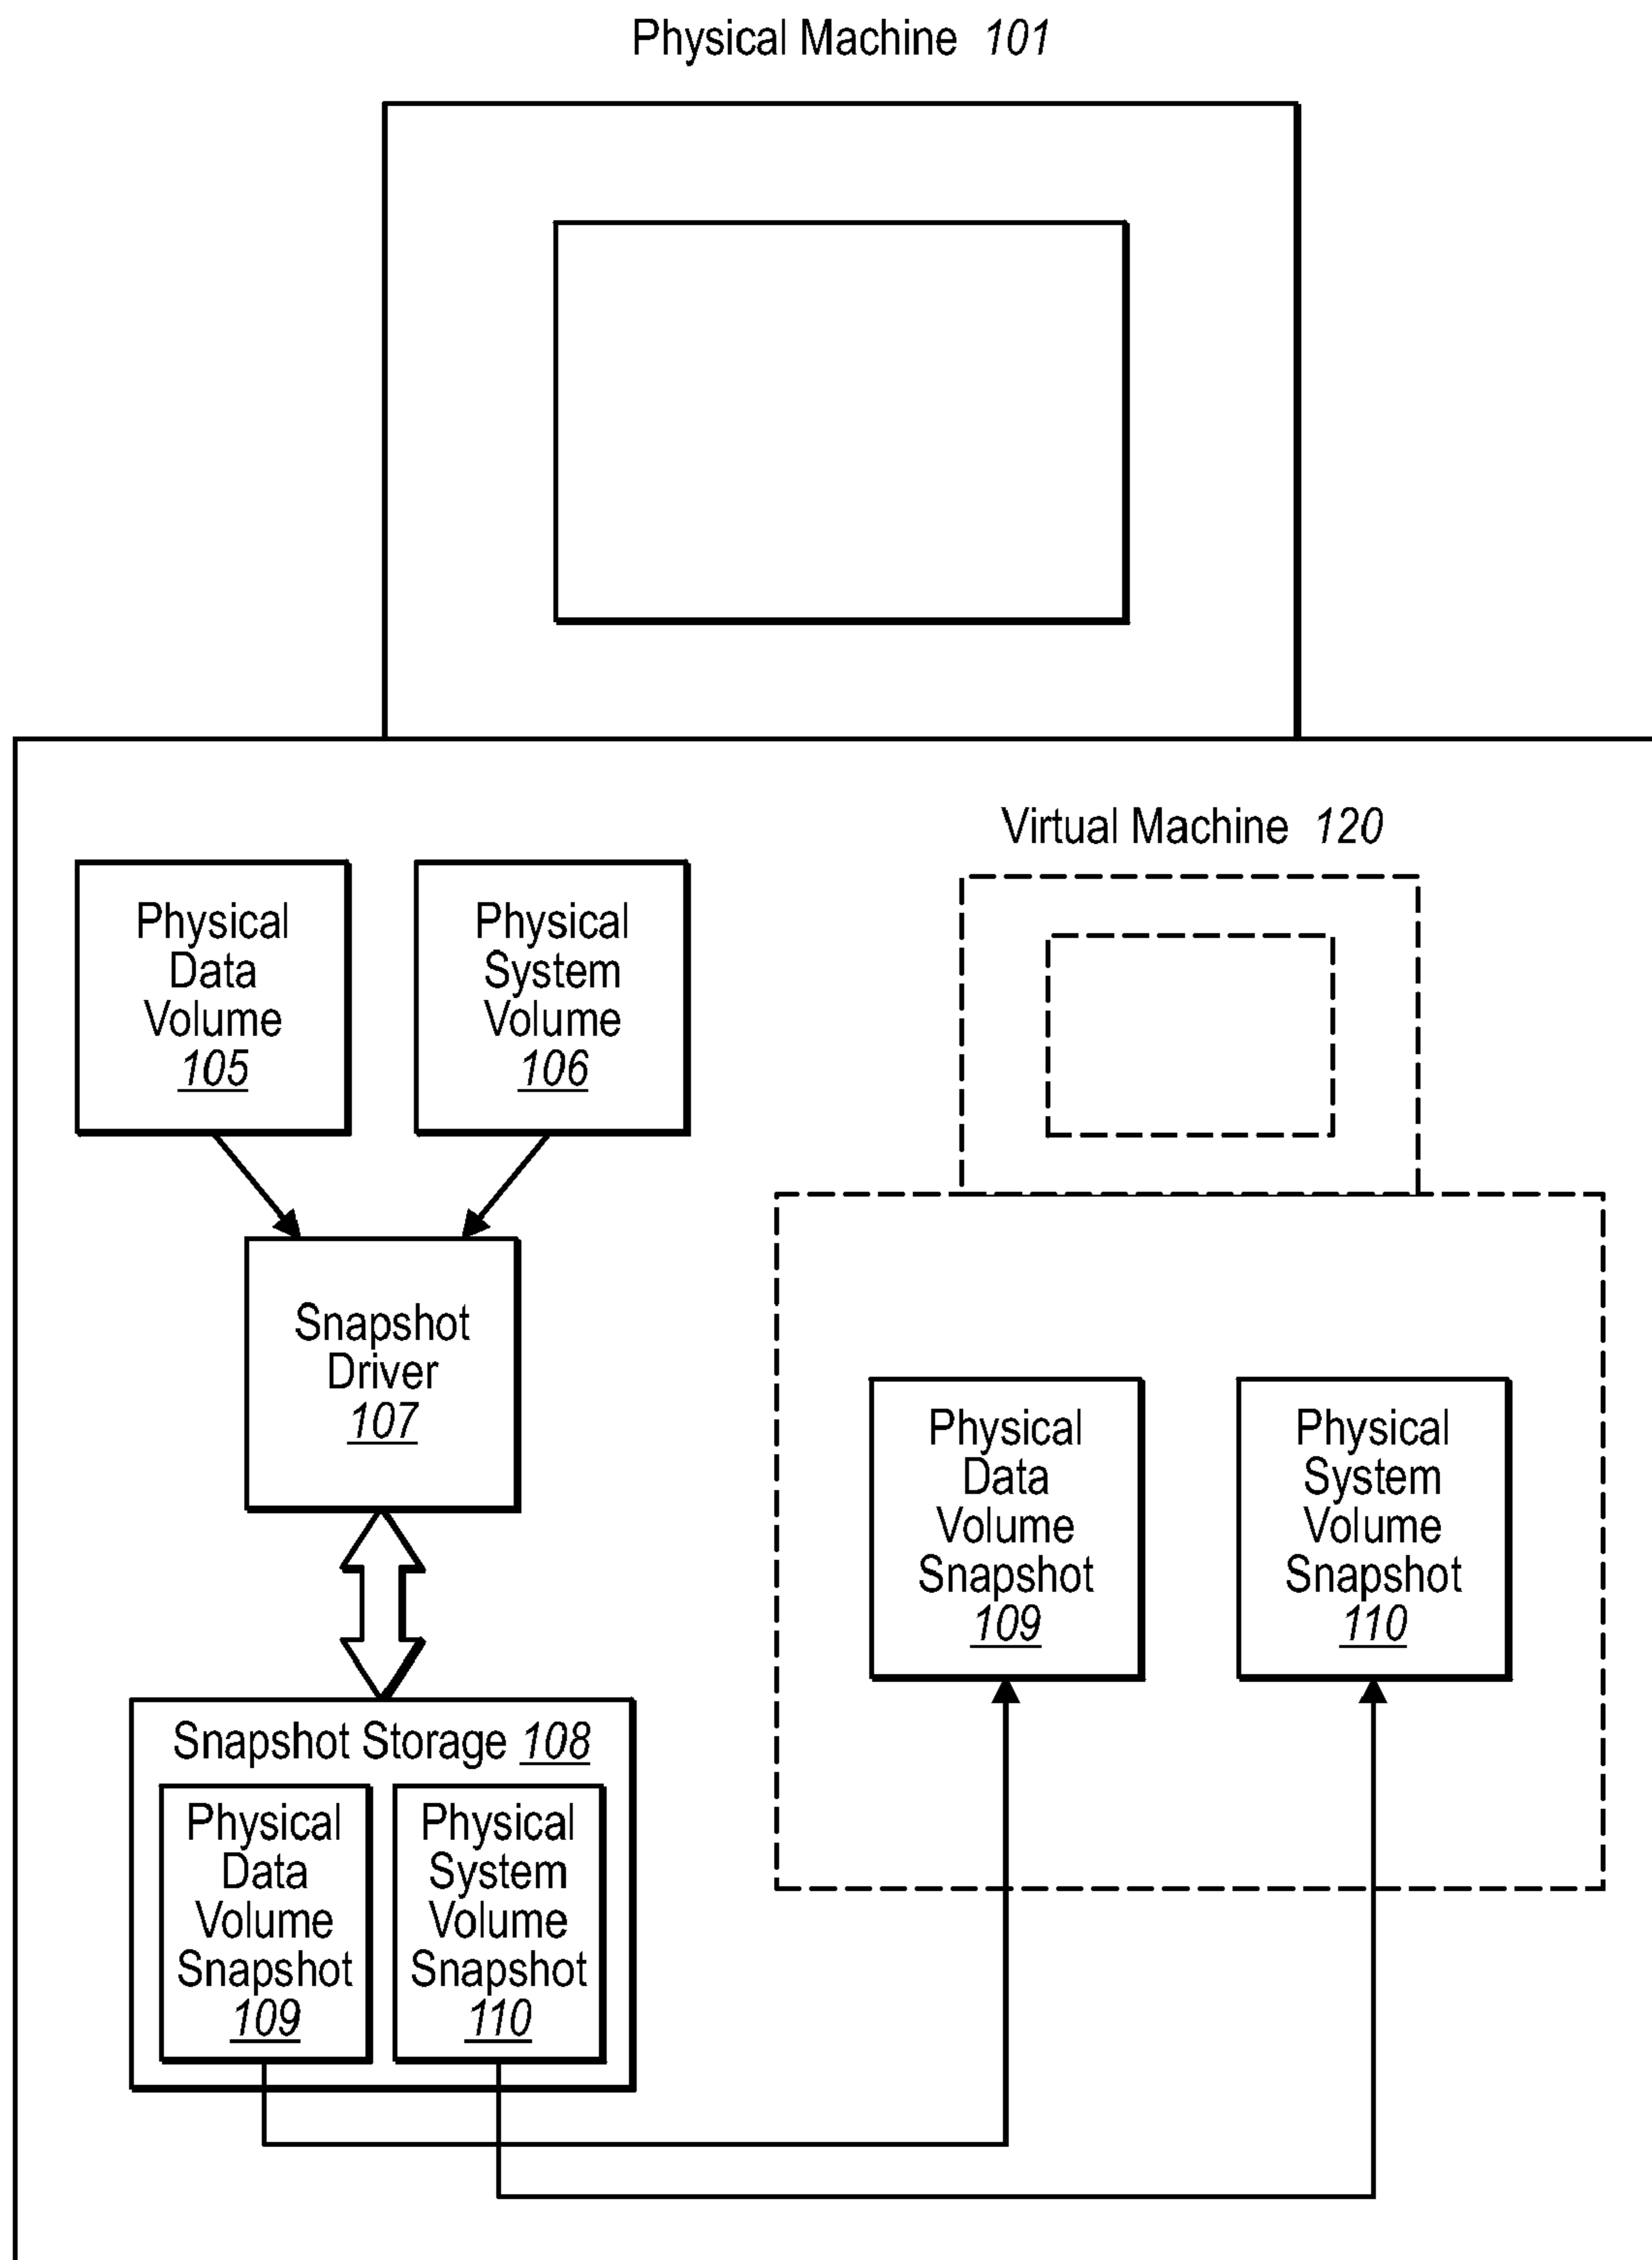 Physical Machine 101
Virtual Machine 120
Physical
Data
Volume
105
Physical
System
Volume
106
Snapshot
Driver
107
Physical
Data
Volume
Snapshot
109
Physical
System
Volume
Snapshot
110
Snapshot Storage 108
Physical
Data
Volume
Snapshot
109
Physical
System
Volume
Snapshot
110